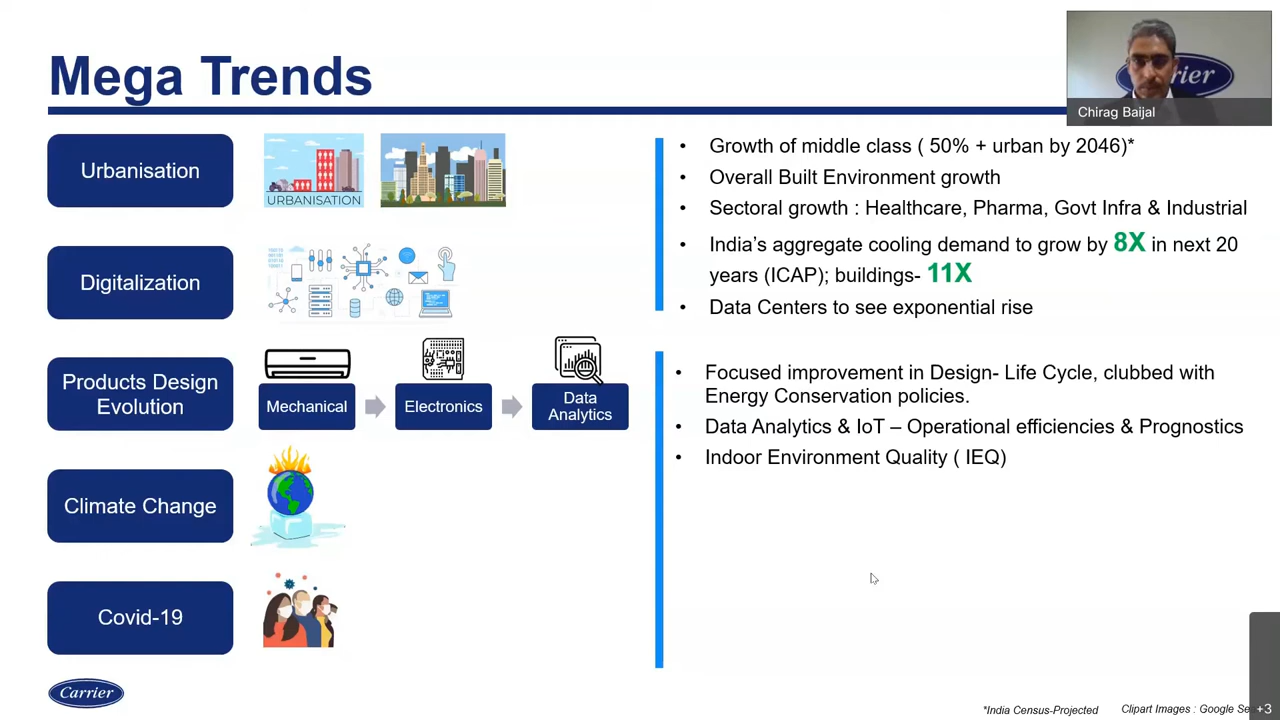 Mega Trends
Carrier
Chirag Baijal
Urbanisation
URBANISATION
Digitalization
Products Design
Evolution
Mechanical
Electronics
Data
Analytics
Climate Change
Covid-19
• Growth of middle class ( 50% + urban by 2046)*
• Overall Built Environment growth
• Sectoral growth : Healthcare, Pharma, Govt Infra & Industrial
• India's aggregate cooling demand to grow by 8X in next 20
years (ICAP); buildings- 11X
• Data Centers to see exponential rise
• Focused improvement in Design- Life Cycle, clubbed with
Energy Conservation policies.
• Data Analytics & IoT – Operational efficiencies & Prognostics
• Indoor Environment Quality ( IEQ)
Carrier
*India Census-Projected
Clipart Images : Google
+3